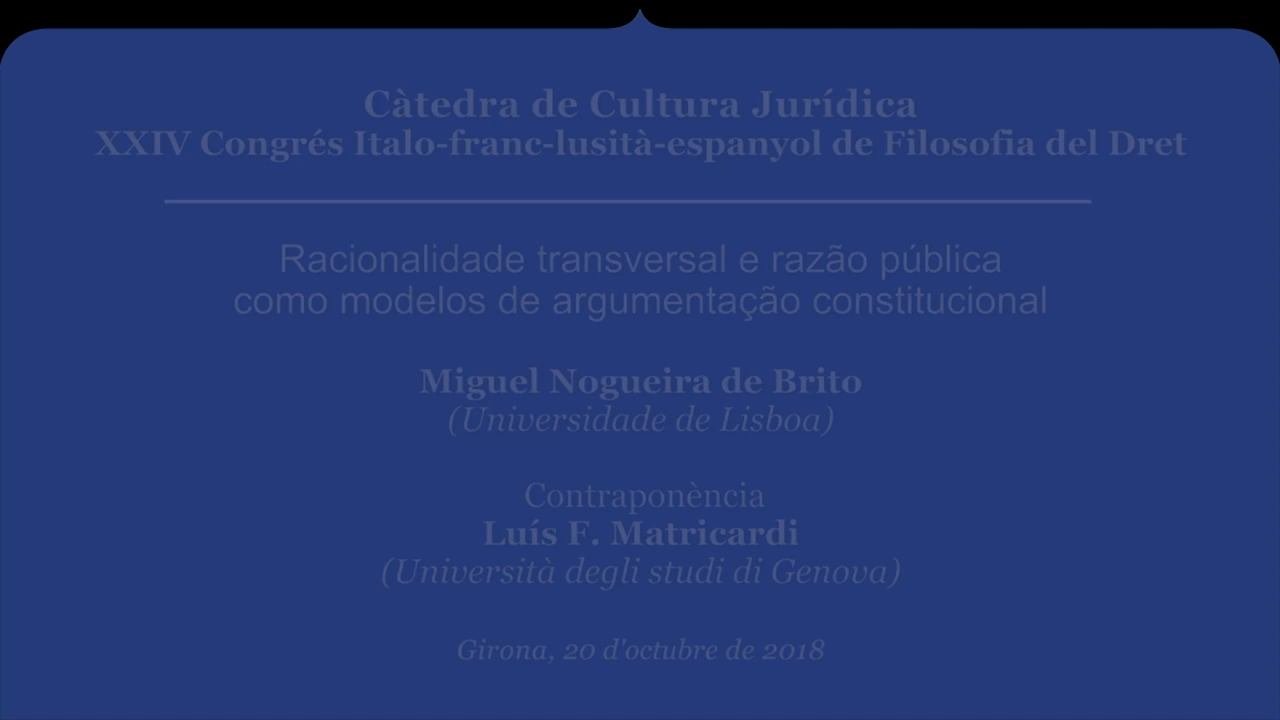 Càtedra de Cultura Jurídica
XXIV Congrés Italo-franc-lusità-espanyol de Filosofia del Dret
Racionalidade transversal e razão pública
como modelos de argumentação constitucional
Miguel Nogueira de Brito
(Universidade de Lisboa)
Contraponència
Luís F. Matricardi
(Università degli studi di Genova)
Girona, 20 d'octubre de 2018